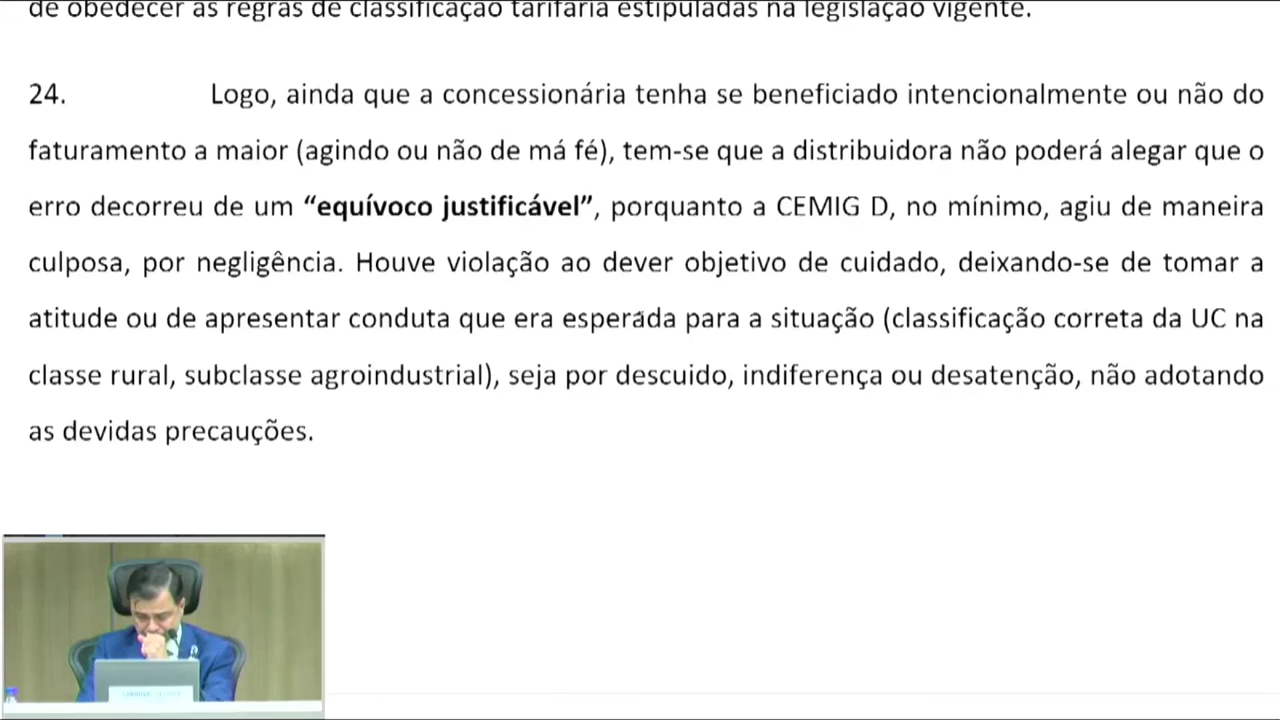 de obedecer as regras de classificação tarifária estipuladas na legislação vigente.
24. Logo, ainda que a concessionária tenha se beneficiado intencionalmente ou não do
faturamento a maior (agindo ou não de má fé), tem-se que a distribuidora não poderá alegar que o
erro decorreu de um “equívoco justificável”, porquanto a CEMIG D, no mínimo, agiu de maneira
culposa, por negligência. Houve violação ao dever objetivo de cuidado, deixando-se de tomar a
atitude ou de apresentar conduta que era esperada para a situação (classificação correta da UC na
classe rural, subclasse agroindustrial), seja por descuido, indiferença ou desatenção, não adotando
as devidas precauções.